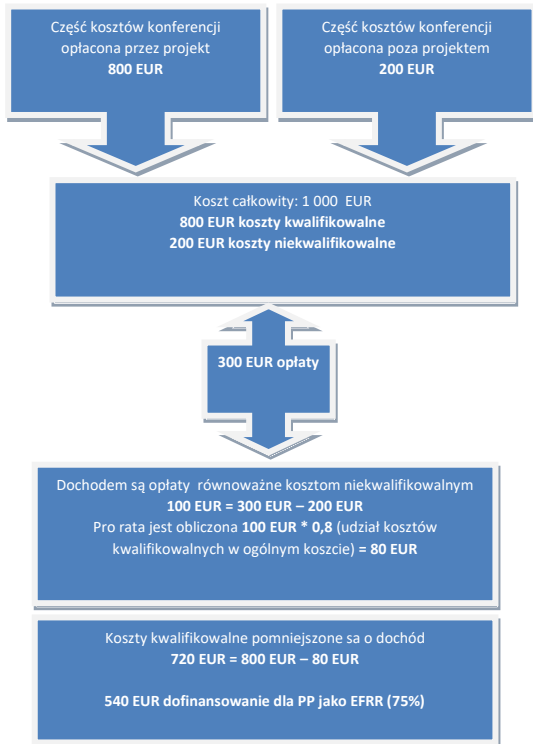 Część kosztów konferencji
opłacona przez projekt
800 EUR
Część kosztów konferencji
opłacona poza projektem
200 EUR
Koszt całkowity: 1 000 EUR
800 EUR koszty kwalifikowalne
200 EUR koszty niekwalifikowalne
300 EUR opłaty
Dochodem są opłaty równoważne kosztom niekwalifikowalnym
100 EUR = 300 EUR – 200 EUR
Pro rata jest obliczona 100 EUR * 0,8 (udział kosztów
kwalifikowalnych w ogólnym koszcie) = 80 EUR
Koszty kwalifikowalne pomniejszone sa o dochód
720 EUR = 800 EUR – 80 EUR
540 EUR dofinansowanie dla PP jako EFRR (75%)